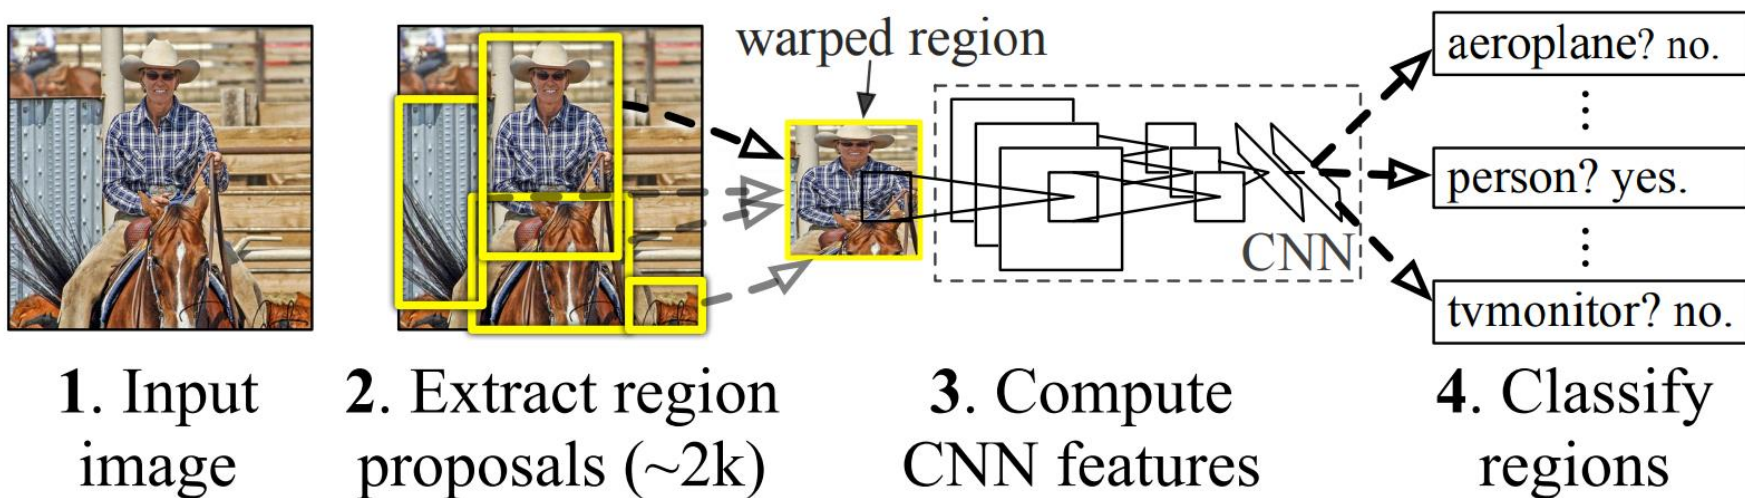 warped region
aeroplane? no.
person? yes.
CNN
tvmonitor? no.
1. Input
image
2. Extract region
proposals (~2k)
3. Compute
CNN features
4. Classify
regions